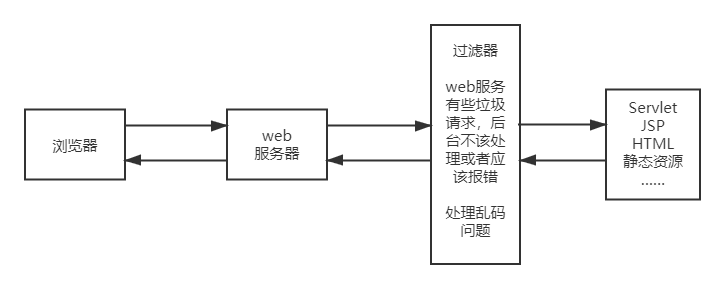 浏览器
web
服务器
过滤器
web服务
有些垃圾
请求，后
台不该处
理或者应
该报错
处理乱码
问题
Servlet
JSP
HTML
静态资源
......